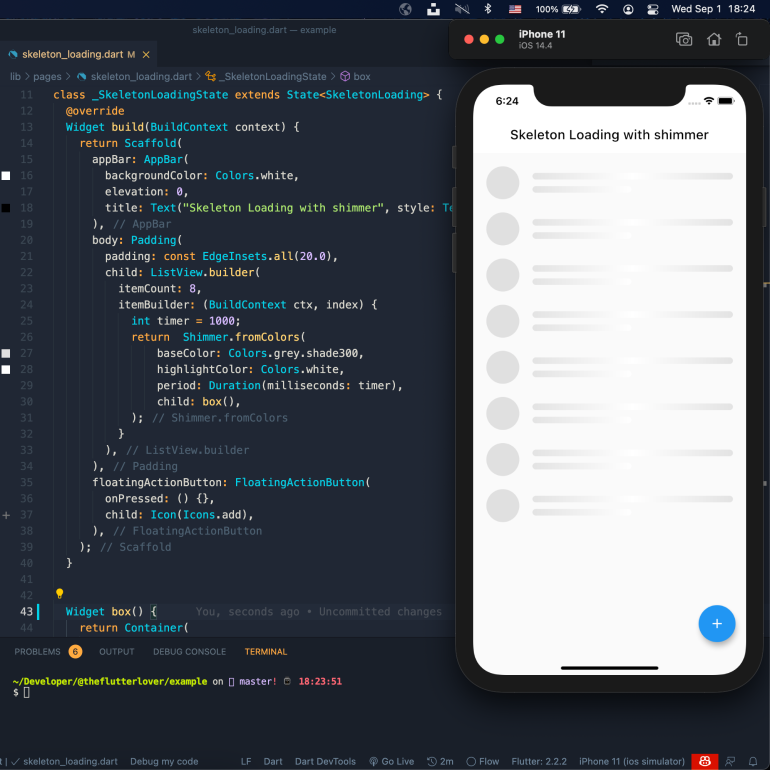 100%
Wed Sep 1 18:24
skeleton_loading.dart — example
skeleton_loading.dart M ×
lib > pages > skeleton_loading.dart > _SkeletonLoadingState > box
11 class _SkeletonLoadingState extends State<SkeletonLoading> {
12 @override
13 Widget build(BuildContext context) {
14 return Scaffold(
15 appBar: AppBar(
16 backgroundColor: Colors.white,
17 elevation: 0,
18 title: Text("Skeleton Loading with shimmer", style: Te
19 ), // AppBar
20 body: Padding(
21 padding: const EdgeInsets.all(20.0),
22 child: ListView.builder(
23 itemCount: 8,
24 itemBuilder: (BuildContext ctx, index) {
25 int timer = 1000;
26 return Shimmer.fromColors(
27 baseColor: Colors.grey.shade300,
28 highlightColor: Colors.white,
29 period: Duration(milliseconds: timer),
30 child: box(),
31 ); // Shimmer.fromColors
32 }
33 ), // ListView.builder
34 ), // Padding
35 floatingActionButton: FloatingActionButton(
36 onPressed: () {},
37 child: Icon(Icons.add),
38 ), // FloatingActionButton
39 ); // Scaffold
40 }
41
42
43 Widget box() { You, seconds ago • Uncommitted changes
44 return Container(
PROBLEMS 6 OUTPUT DEBUG CONSOLE TERMINAL
~/Developer/@theflutterlover/example on master! 18:23:51
$
skeleton_loading.dart Debug my code LF Dart Dart DevTools Go Live 2m Flow Flutter: 2.2.2 iPhone 11 (ios simulator)
iPhone 11
iOS 14.4
6:24
Skeleton Loading with shimmer
+